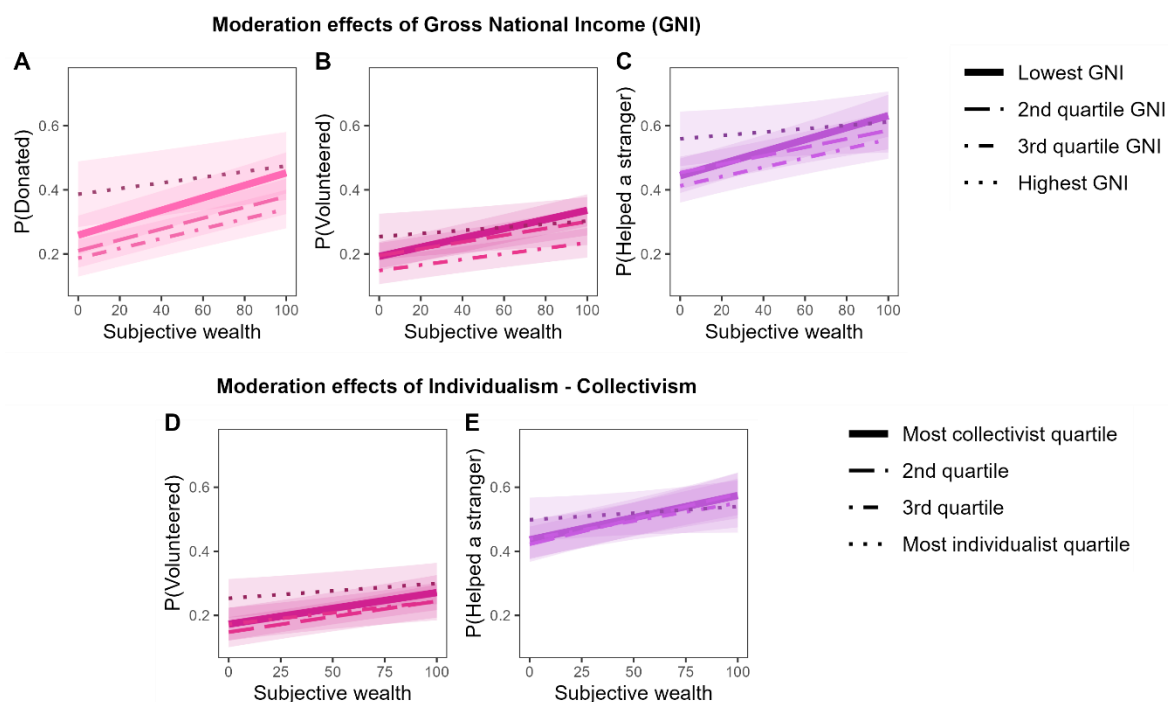 Moderation effects of Gross National Income (GNI)
A
B
C
P(Donated)
0.6
0.4
0.2
0 20 40 60 80 100
Subjective wealth
P(Volunteered)
0.6
0.4
0.2
0 20 40 60 80 100
Subjective wealth
P(Helped a stranger)
0.6
0.4
0.2
0 20 40 60 80 100
Subjective wealth
Lowest GNI
2nd quartile GNI
3rd quartile GNI
Highest GNI
Moderation effects of Individualism - Collectivism
D
E
P(Volunteered)
0.6
0.4
0.2
0 25 50 75 100
Subjective wealth
P(Helped a stranger)
0.6
0.4
0.2
0 25 50 75 100
Subjective wealth
Most collectivist quartile
2nd quartile
3rd quartile
Most individualist quartile